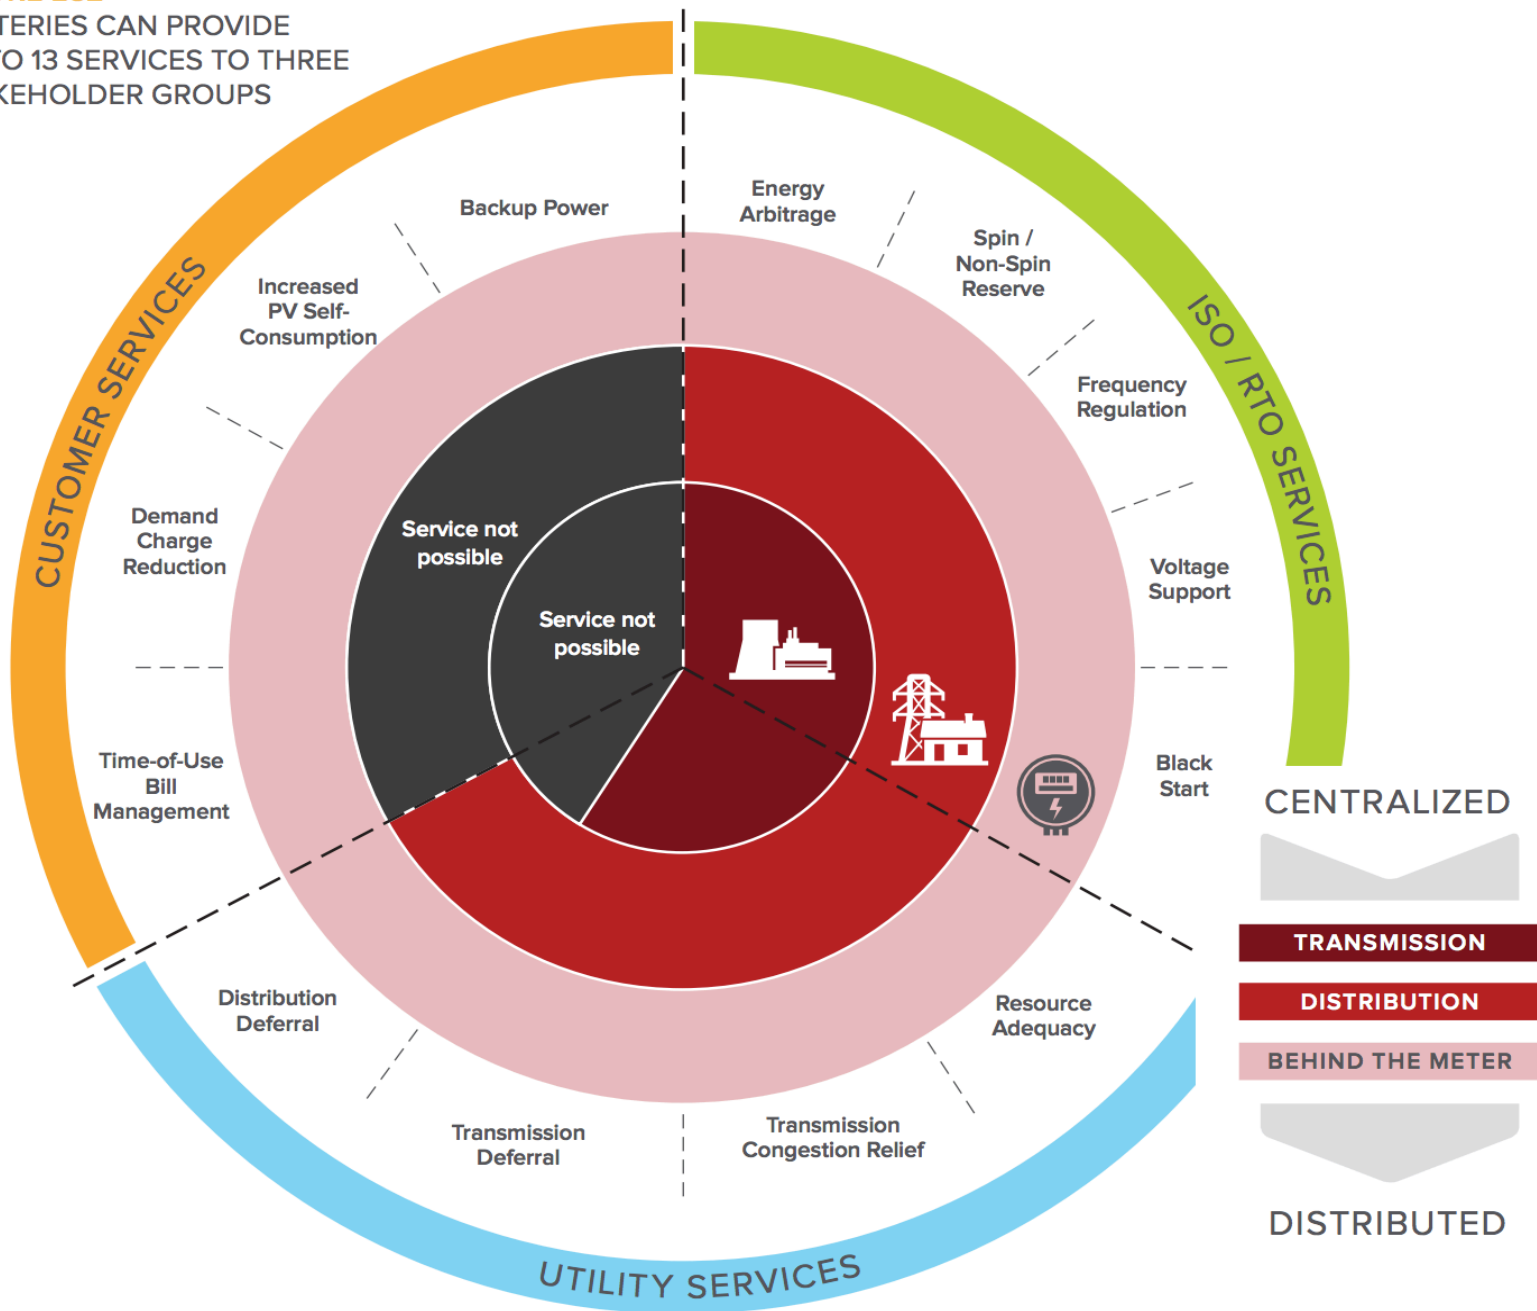 TERIES CAN PROVIDE
TO 13 SERVICES TO THREE
KEHOLDER GROUPS
Backup Power
Energy
Arbitrage
Spin /
Non-Spin
Reserve
Increased
PV Self-
Consumption
Frequency
Regulation
CUSTOMER SERVICES
ISO / RTO SERVICES
Demand
Charge
Reduction
Service not
possible
Service not
possible
Voltage
Support
Time-of-Use
Bill
Management
Black
Start
CENTRALIZED
TRANSMISSION
DISTRIBUTION
BEHIND THE METER
DISTRIBUTED
Distribution
Deferral
Resource
Adequacy
Transmission
Deferral
Transmission
Congestion Relief
UTILITY SERVICES